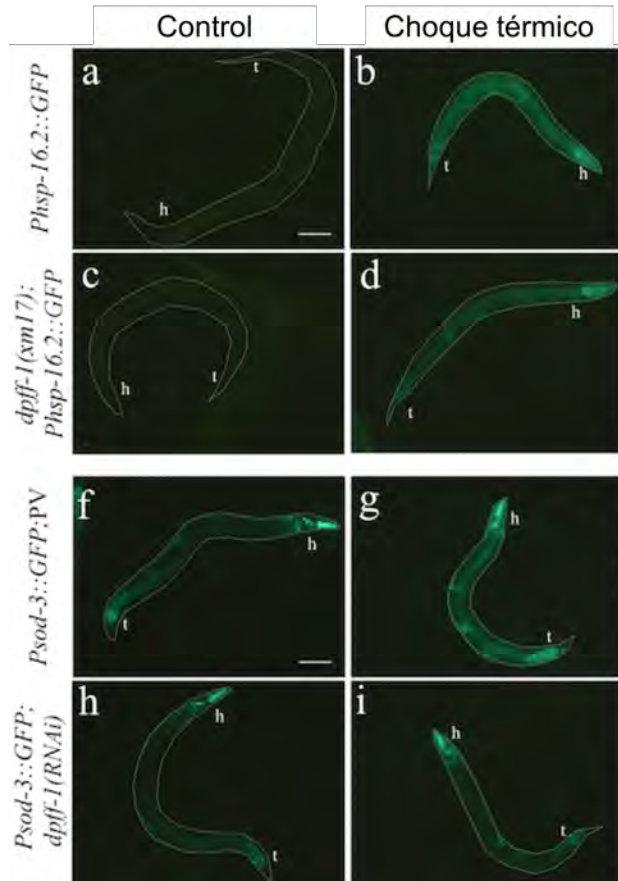 Control
Choque térmico
Phsp-16.2::GFP
a
t
h
b
t
h
dpff-1(xm17);
Phsp-16.2::GFP
c
h
t
d
h
t
Psod-3::GFP;PV
f
h
t
g
h
t
Psod-3::GFP;
dpff-1(RNAi)
h
h
t
i
h
t